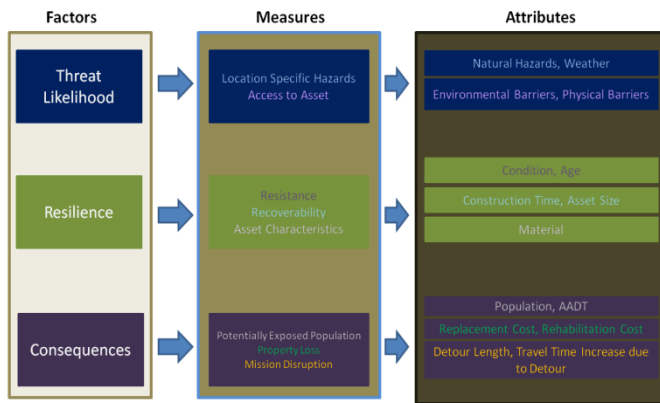 Factors
Measures
Attributes
Threat
Likelihood
Location Specific Hazards
Access to Asset
Natural Hazards, Weather
Environmental Barriers, Physical Barriers
Resilience
Resistance
Recoverability
Asset Characteristics
Condition, Age
Construction Time, Asset Size
Material
Consequences
Potentially Exposed Population
Property Loss
Mission Disruption
Population, AADT
Replacement Cost, Rehabilitation Cost
Detour Length, Travel Time Increase due
to Detour